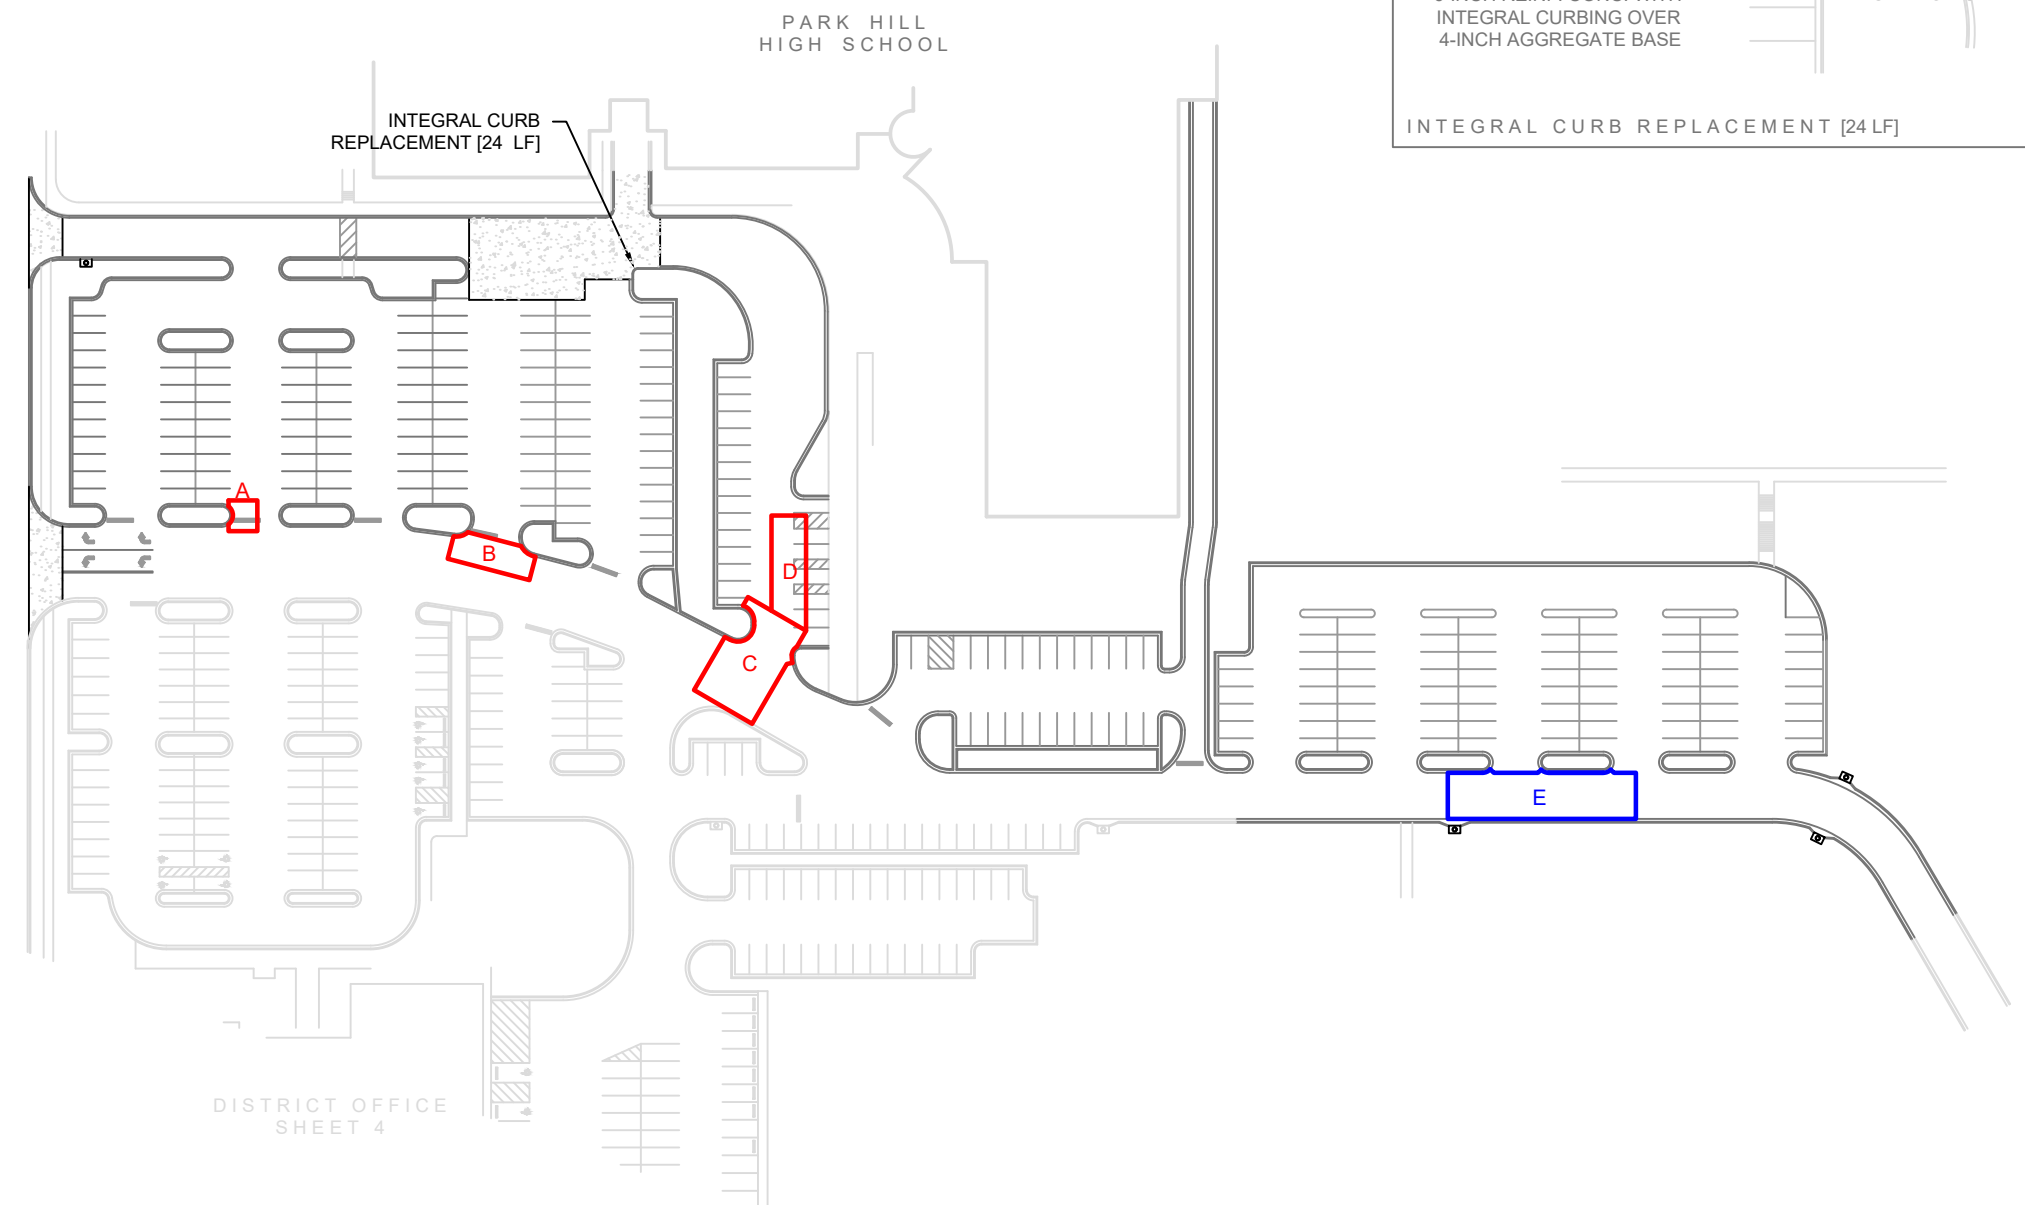 PARK HILL
HIGH SCHOOL
INTEGRAL CURBING OVER
4-INCH AGGREGATE BASE
INTEGRAL CURB REPLACEMENT [24 LF]
INTEGRAL CURB
REPLACEMENT [24 LF]
A
B
D
C
E
DISTRICT OFFICE
SHEET 4